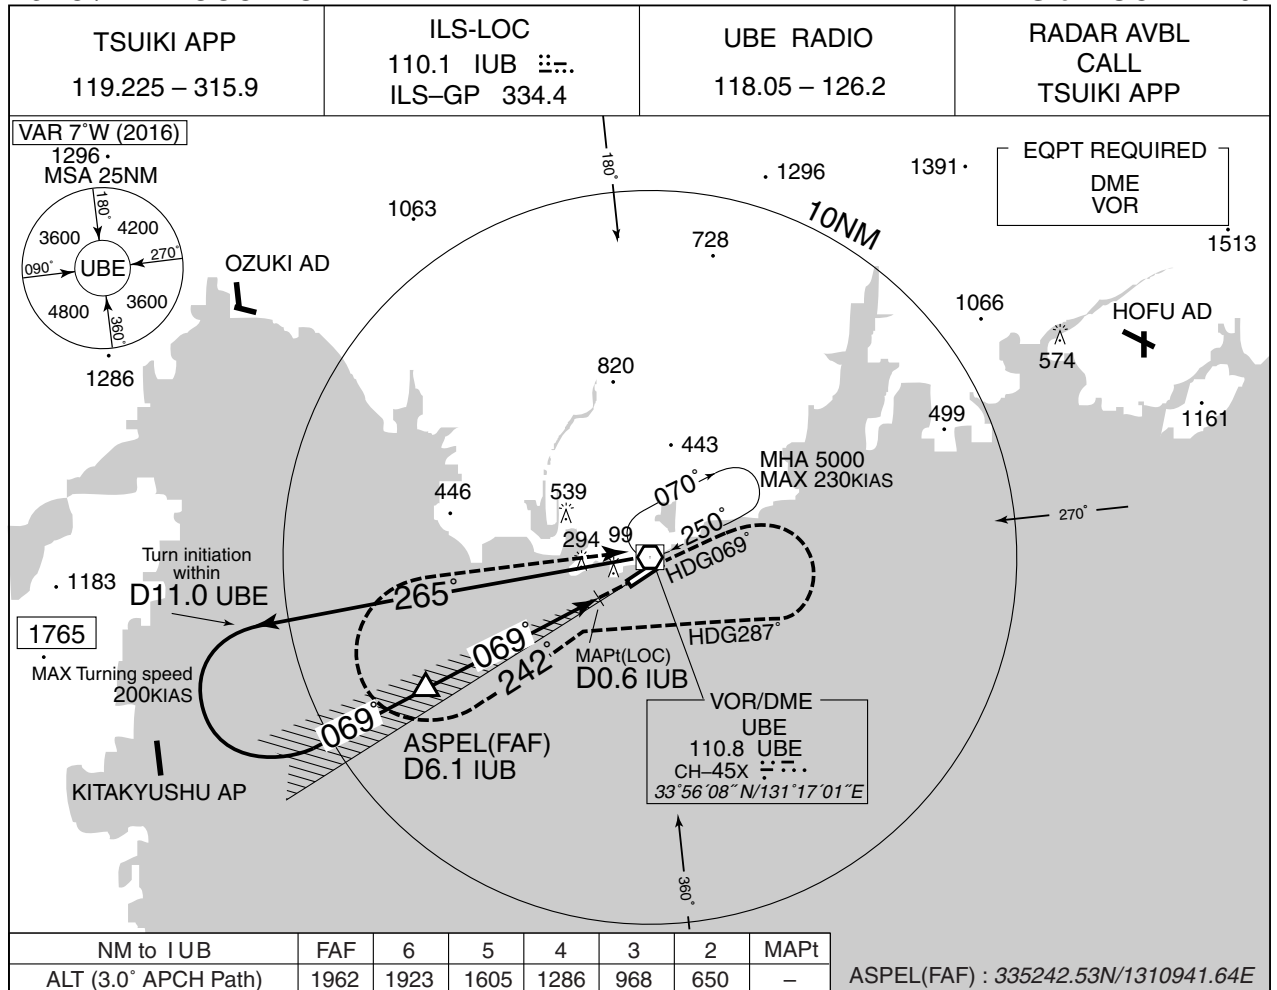 TSUIKI APP
119.225 – 315.9
ILS-LOC
110.1 IUB
ILS–GP 334.4
UBE RADIO
118.05 – 126.2
RADAR AVBL
CALL
TSUIKI APP
VAR 7°W (2016)
1296
MSA 25NM
180°
3600
4200
090°
UBE
270°
4800
3600
360°
1286
OZUKI AD
1063
180°
728
1296
10NM
1391
EQPT REQUIRED
DME
VOR
1513
1066
HOFU AD
574
820
499
1161
443
MHA 5000
MAX 230KIAS
446
539
070°
250°
294
99
HDG069°
270°
Turn initiation
within
D11.0 UBE
1183
265°
1765
MAX Turning speed
200KIAS
069°
242°
HDG287°
MAPt(LOC)
D0.6 IUB
069°
ASPEL(FAF)
D6.1 IUB
KITAKYUSHU AP
VOR/DME
UBE
110.8 UBE
CH–45X
33°56´08˝N/131°17´01˝E
360°
NM to IUB FAF 6 5 4 3 2 MAPt
ALT (3.0° APCH Path) 1962 1923 1605 1286 968 650 –
ASPEL(FAF) : 335242.53N/1310941.64E